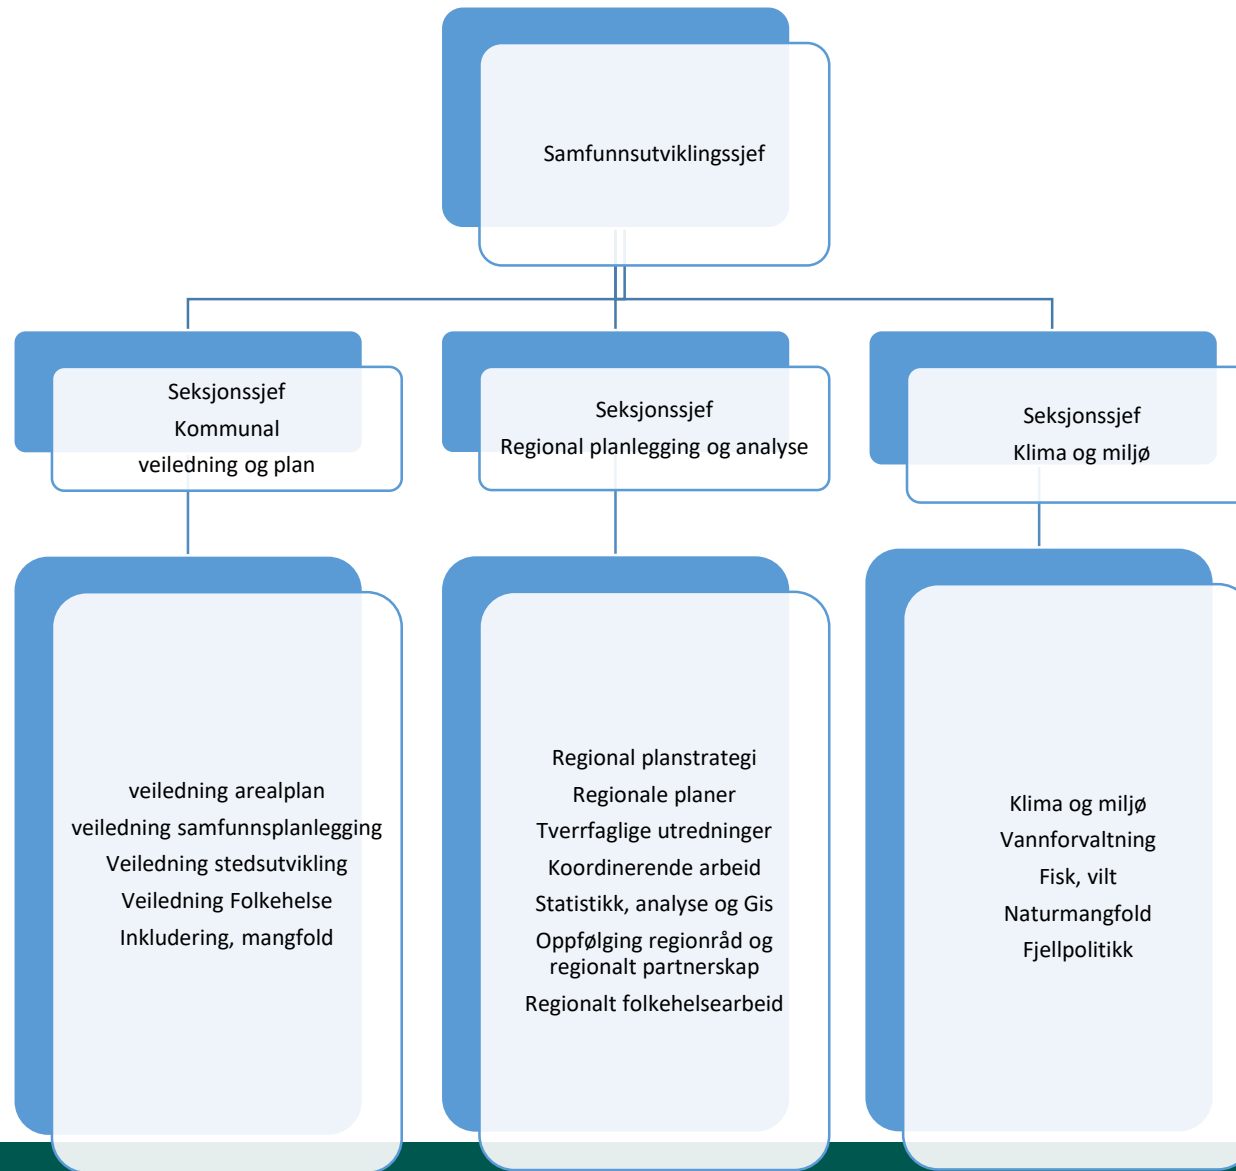 Samfunnsutviklingssjef
Seksjonssjef
Kommunal
veiledning og plan
Seksjonssjef
Regional planlegging og analyse
Seksjonssjef
Klima og miljø
veiledning arealplan
veiledning samfunnsplanlegging
Veiledning stedsutvikling
Veiledning Folkehelse
Inkludering, mangfold
Regional planstrategi
Regionale planer
Tverrfaglige utredninger
Koordinerende arbeid
Statistikk, analyse og Gis
Oppfølging regionråd og
regionalt partnerskap
Regionalt folkehelsearbeid
Klima og miljø
Vannforvaltning
Fisk, vilt
Naturmangfold
Fjellpolitikk